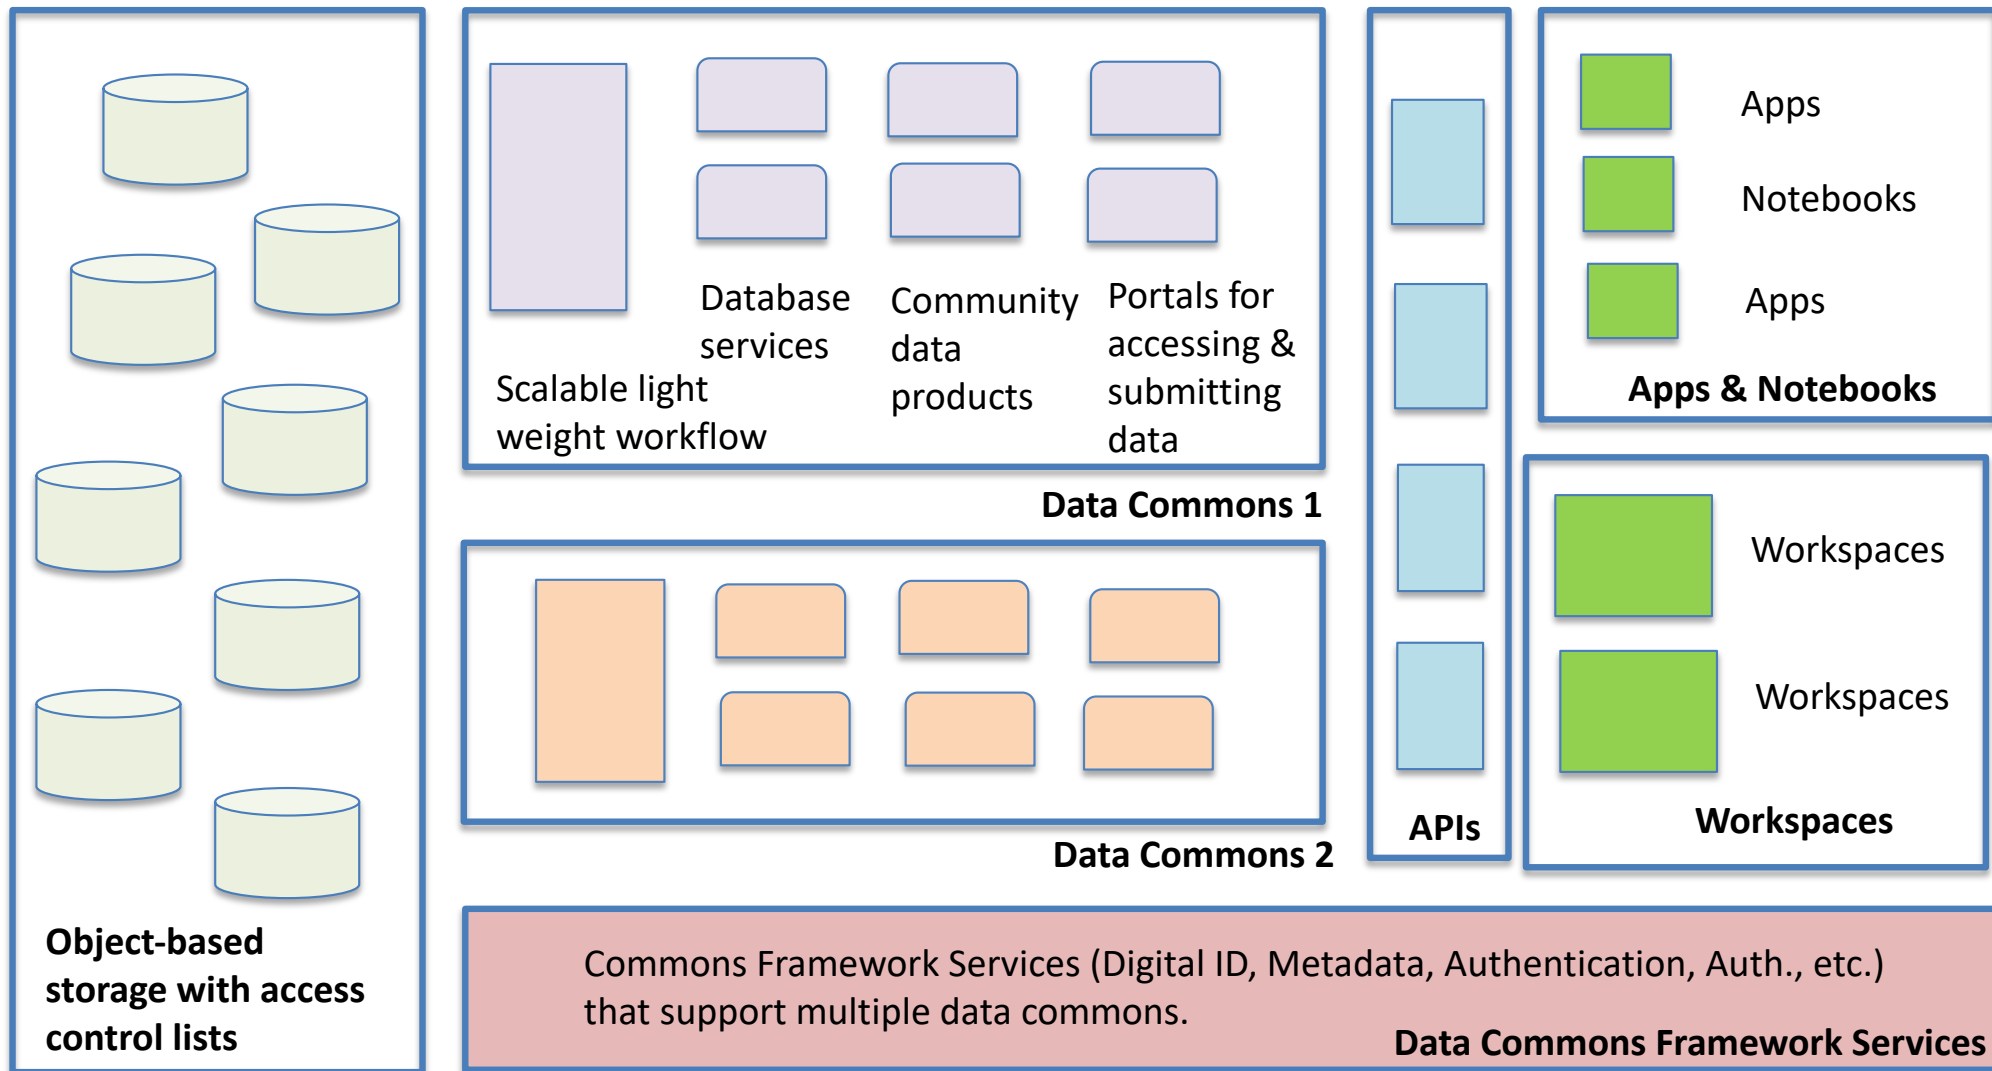 Object-based
storage with access
control lists
Scalable light
weight workflow
Database
services
Community
data
products
Portals for
accessing &
submitting
data
Data Commons 1
Data Commons 2
APIs
Apps
Notebooks
Apps
Apps & Notebooks
Workspaces
Workspaces
Workspaces
Commons Framework Services (Digital ID, Metadata, Authentication, Auth., etc.)
that support multiple data commons.
Data Commons Framework Services